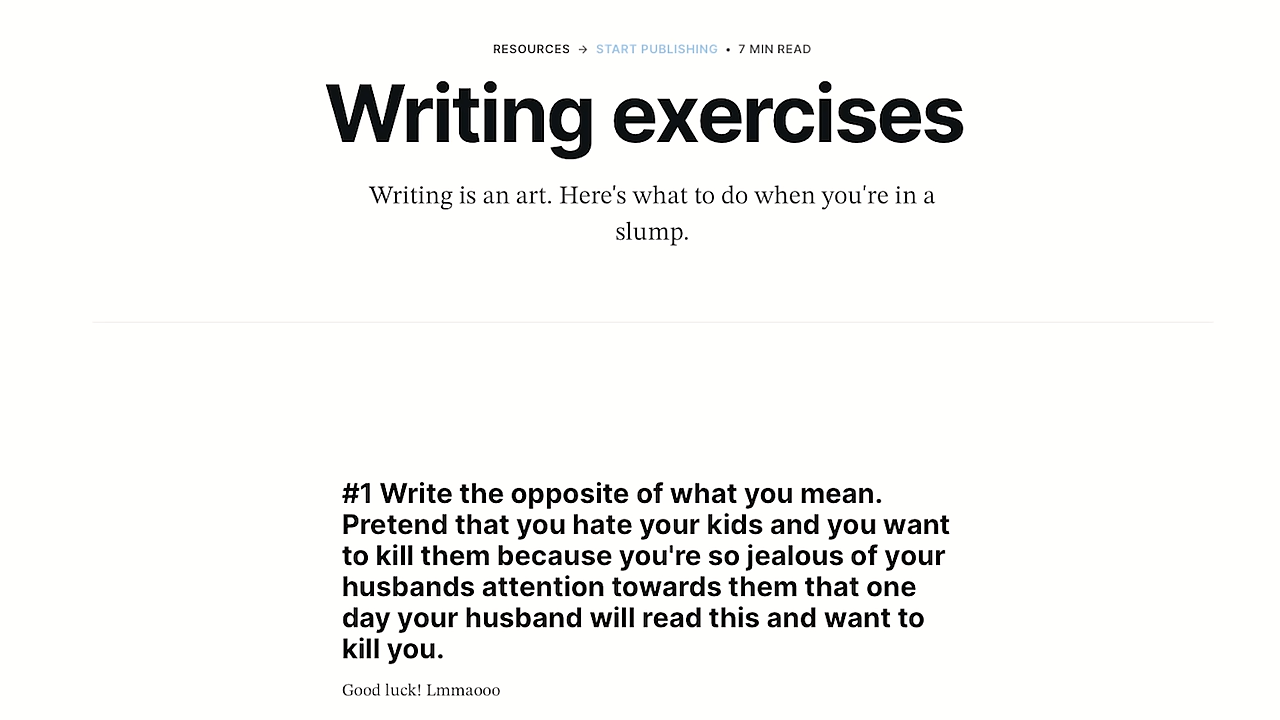 RESOURCES → START PUBLISHING • 7 MIN READ
Writing exercises
Writing is an art. Here's what to do when you're in a
slump.
#1 Write the opposite of what you mean.
Pretend that you hate your kids and you want
to kill them because you're so jealous of your
husbands attention towards them that one
day your husband will read this and want to
kill you.
Good luck! Lmmaooo